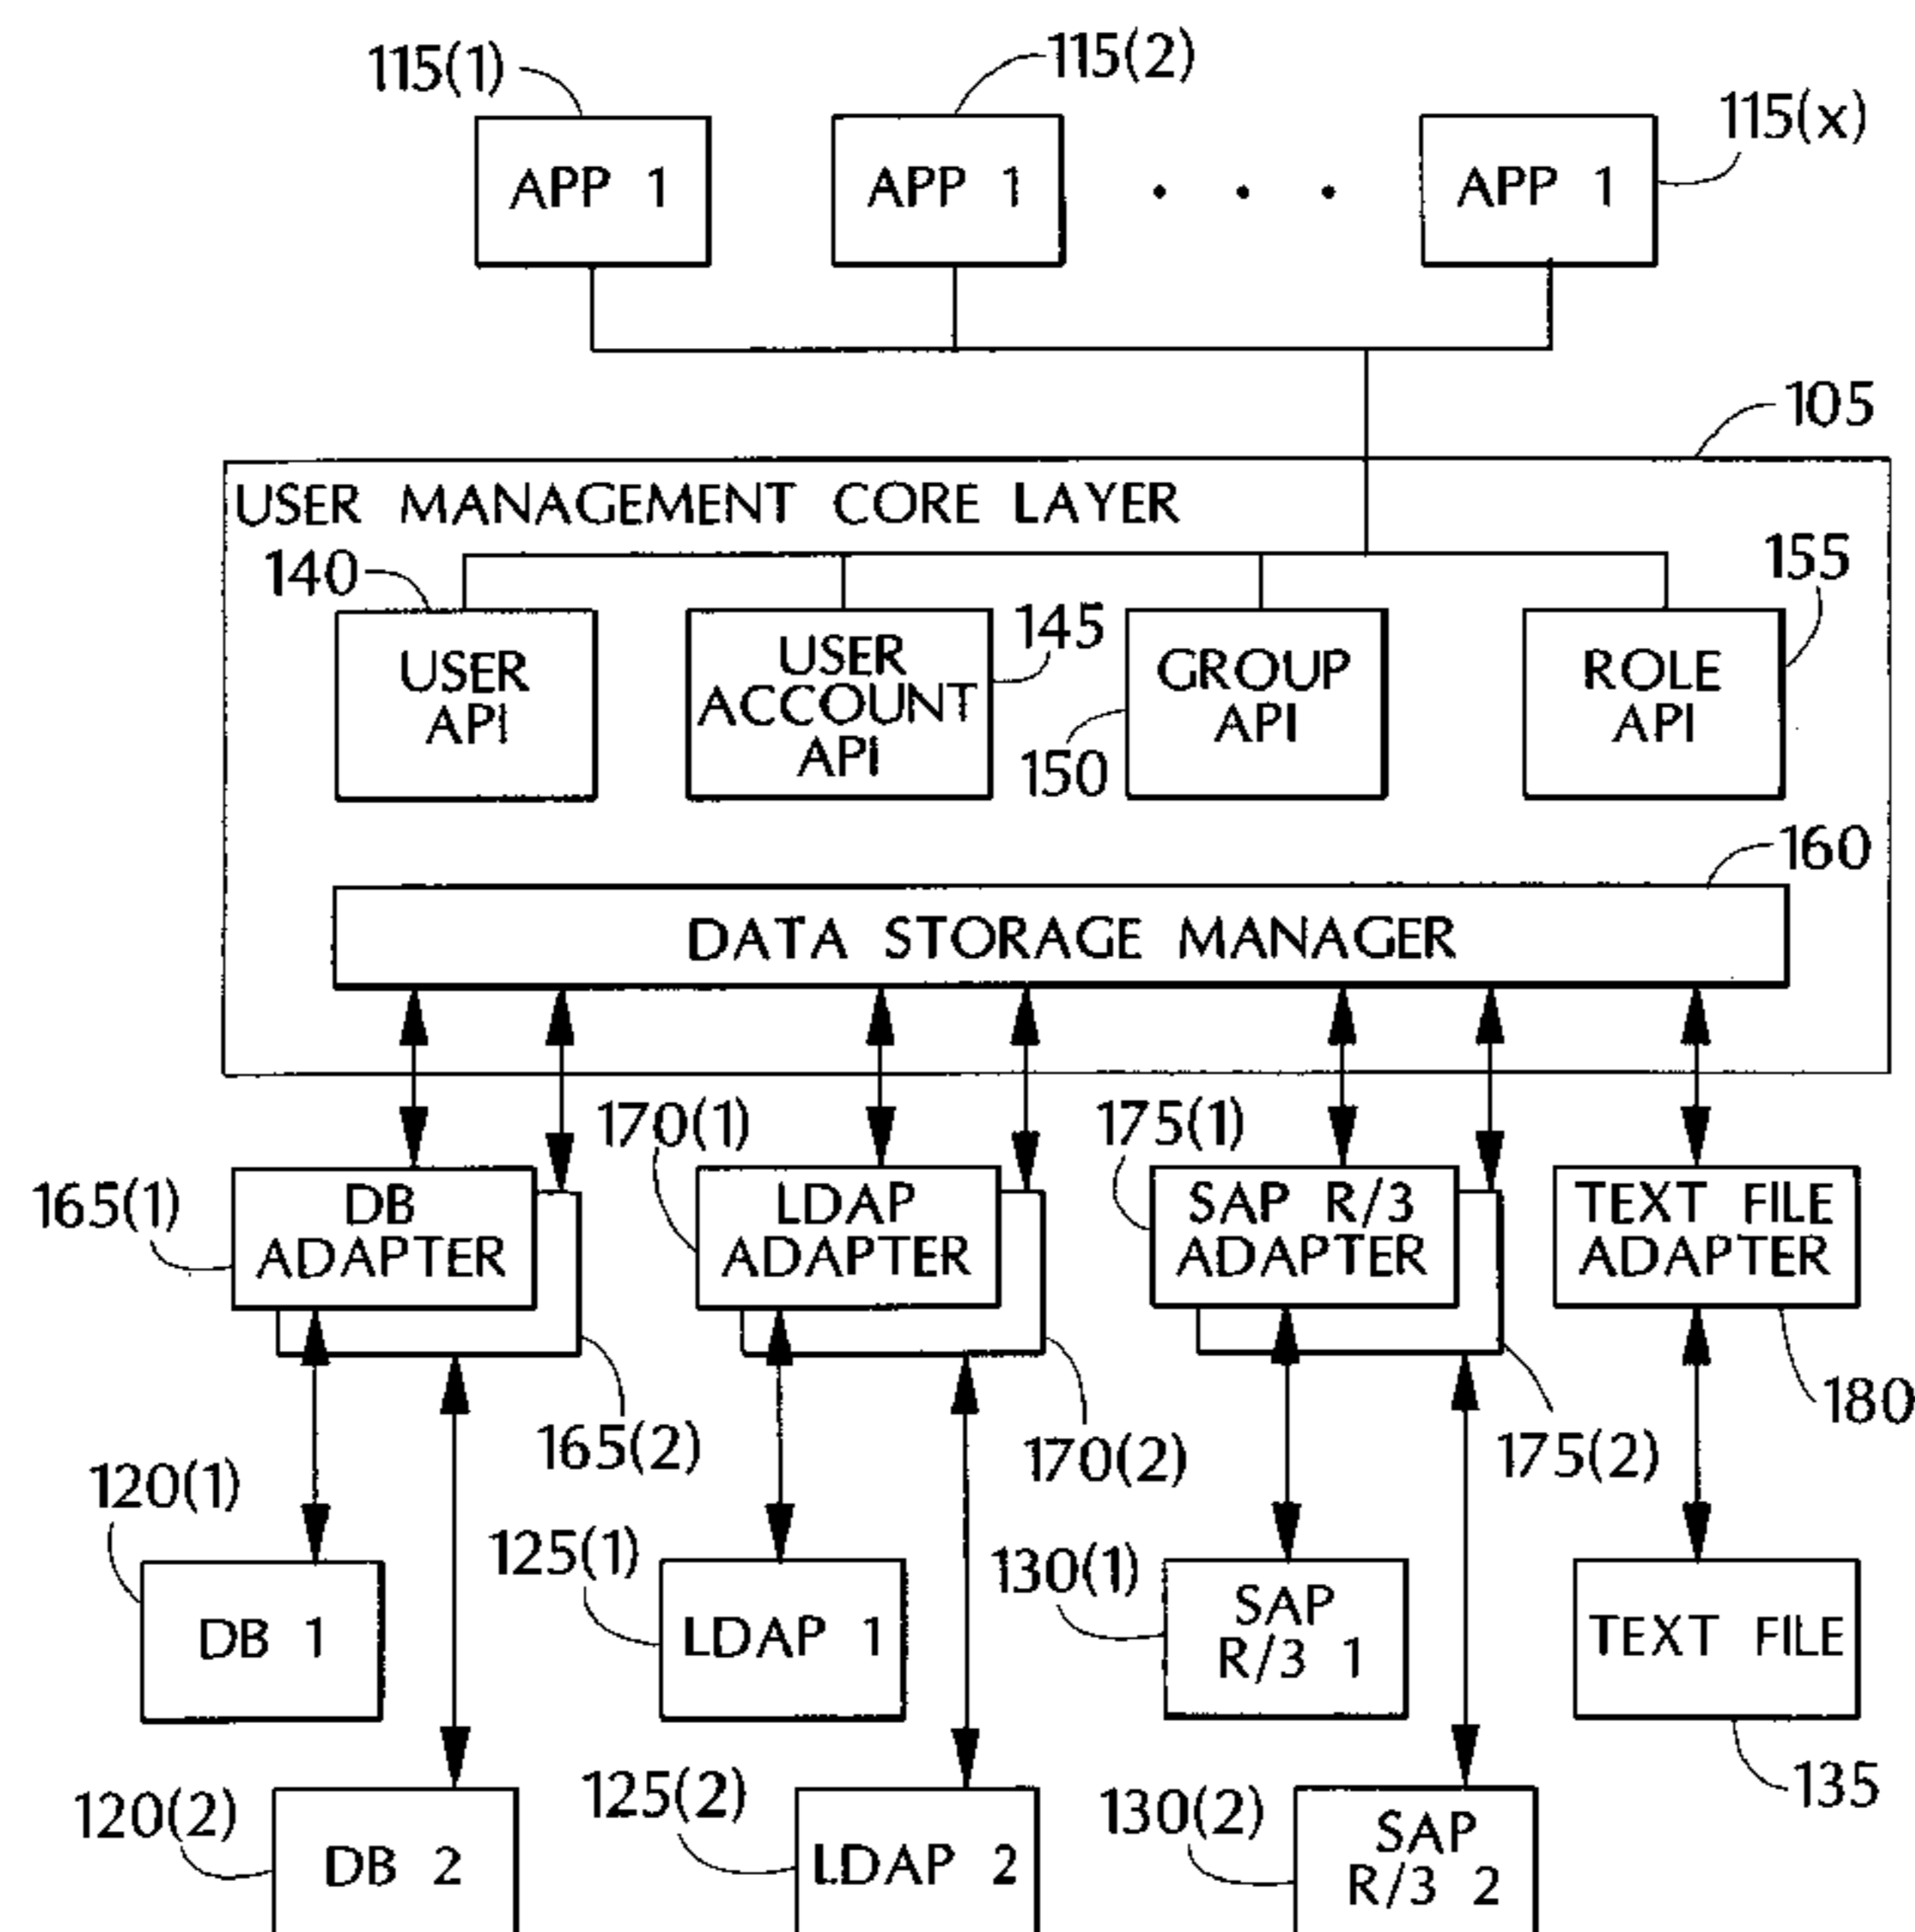 115(1)
115(2)
115(x)
APP 1
APP 1
APP 1
105
USER MANAGEMENT CORE LAYER
140
155
145
USER
API
USER
ACCOUNT
API
GROUP
API
ROLE
API
150
160
DATA STORAGE MANAGER
170(1)
175(1)
165(1)
DB
ADAPTER
LDAP
ADAPTER
SAP R/3
ADAPTER
TEXT FILE
ADAPTER
180
165(2)
170(2)
175(2)
120(1)
125(1)
130(1)
DB 1
LDAP 1
SAP
R/3 1
TEXT FILE
135
120(2)
125(2)
130(2)
DB 2
LDAP 2
SAP
R/3 2